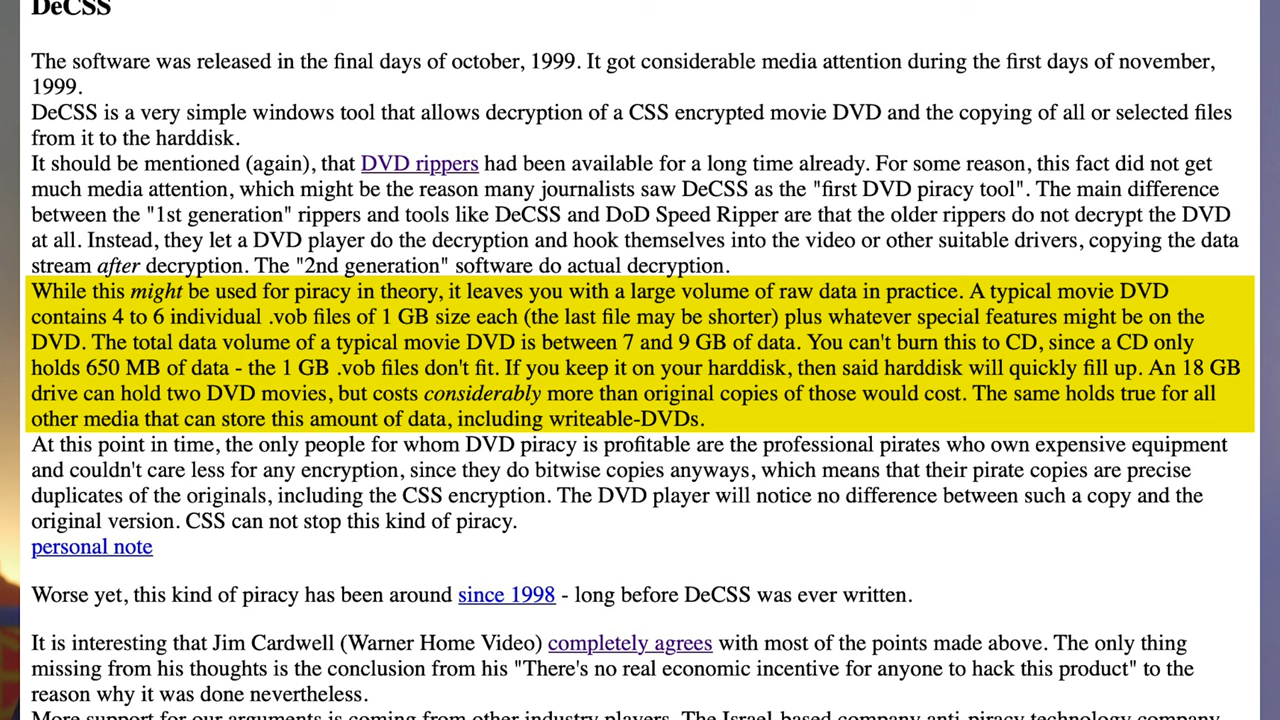 DeCSS
The software was released in the final days of october, 1999. It got considerable media attention during the first days of november,
1999.
DeCSS is a very simple windows tool that allows decryption of a CSS encrypted movie DVD and the copying of all or selected files
from it to the harddisk.
It should be mentioned (again), that DVD rippers had been available for a long time already. For some reason, this fact did not get
much media attention, which might be the reason many journalists saw DeCSS as the "first DVD piracy tool". The main difference
between the "1st generation" rippers and tools like DeCSS and DoD Speed Ripper are that the older rippers do not decrypt the DVD
at all. Instead, they let a DVD player do the decryption and hook themselves into the video or other suitable drivers, copying the data
stream after decryption. The "2nd generation" software do actual decryption.
While this might be used for piracy in theory, it leaves you with a large volume of raw data in practice. A typical movie DVD
contains 4 to 6 individual .vob files of 1 GB size each (the last file may be shorter) plus whatever special features might be on the
DVD. The total data volume of a typical movie DVD is between 7 and 9 GB of data. You can't burn this to CD, since a CD only
holds 650 MB of data - the 1 GB .vob files don't fit. If you keep it on your harddisk, then said harddisk will quickly fill up. An 18 GB
drive can hold two DVD movies, but costs considerably more than original copies of those would cost. The same holds true for all
other media that can store this amount of data, including writeable-DVDs.
At this point in time, the only people for whom DVD piracy is profitable are the professional pirates who own expensive equipment
and couldn't care less for any encryption, since they do bitwise copies anyways, which means that their pirate copies are precise
duplicates of the originals, including the CSS encryption. The DVD player will notice no difference between such a copy and the
original version. CSS can not stop this kind of piracy.
personal note
Worse yet, this kind of piracy has been around since 1998 - long before DeCSS was ever written.
It is interesting that Jim Cardwell (Warner Home Video) completely agrees with most of the points made above. The only thing
missing from his thoughts is the conclusion from his "There's no real economic incentive for anyone to hack this product" to the
reason why it was done nevertheless.
More support for our arguments is coming from other industry players. The Israel-based company anti-piracy technology company